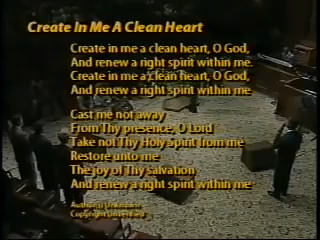 Create In Me A Clean Heart
Create in me a clean heart, O God,
And renew a right spirit within me.
Create in me a clean heart, O God,
And renew a right spirit within me
Cast me not away
From Thy presence, O Lord
Take not Thy Holy Spirit from me
Restore unto me
The joy of Thy salvation
And renew a right spirit within me
Author: Unknown
Copyright: Unverified